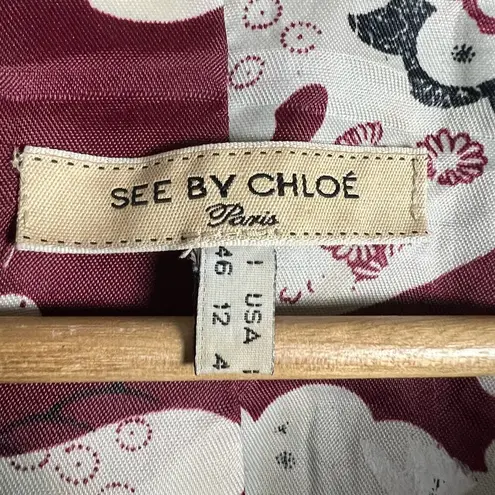 SEE BY CHLOÉ
Paris
I USA
46 12 4